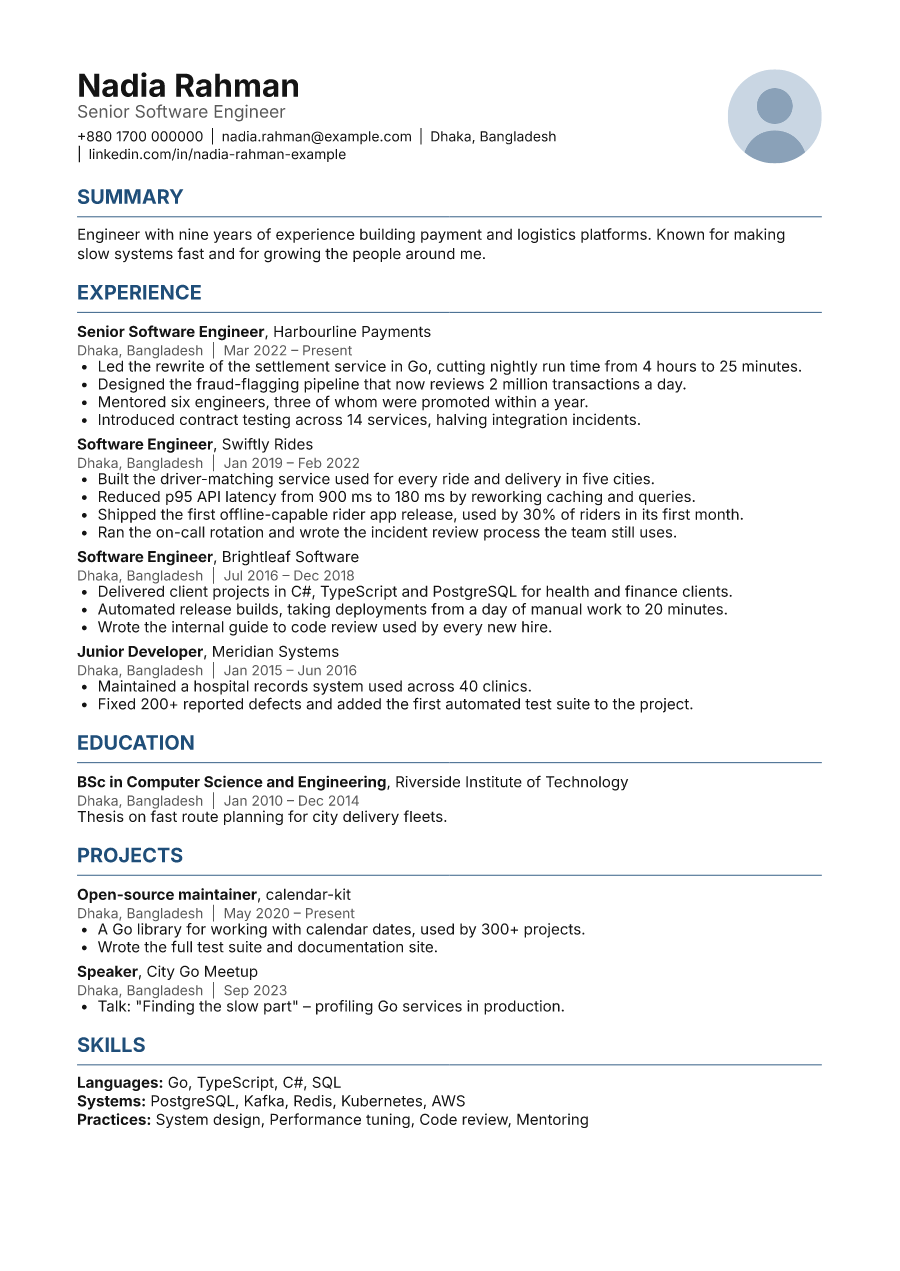 Nadia Rahman
Senior Software Engineer
+880 1700 000000 | nadia.rahman@example.com | Dhaka, Bangladesh
| linkedin.com/in/nadia-rahman-example
SUMMARY
Engineer with nine years of experience building payment and logistics platforms. Known for making
slow systems fast and for growing the people around me.
EXPERIENCE
Senior Software Engineer, Harbourline Payments
Dhaka, Bangladesh | Mar 2022 – Present
• Led the rewrite of the settlement service in Go, cutting nightly run time from 4 hours to 25 minutes.
• Designed the fraud-flagging pipeline that now reviews 2 million transactions a day.
• Mentored six engineers, three of whom were promoted within a year.
• Introduced contract testing across 14 services, halving integration incidents.
Software Engineer, Swiftly Rides
Dhaka, Bangladesh | Jan 2019 – Feb 2022
• Built the driver-matching service used for every ride and delivery in five cities.
• Reduced p95 API latency from 900 ms to 180 ms by reworking caching and queries.
• Shipped the first offline-capable rider app release, used by 30% of riders in its first month.
• Ran the on-call rotation and wrote the incident review process the team still uses.
Software Engineer, Brightleaf Software
Dhaka, Bangladesh | Jul 2016 – Dec 2018
• Delivered client projects in C#, TypeScript and PostgreSQL for health and finance clients.
• Automated release builds, taking deployments from a day of manual work to 20 minutes.
• Wrote the internal guide to code review used by every new hire.
Junior Developer, Meridian Systems
Dhaka, Bangladesh | Jan 2015 – Jun 2016
• Maintained a hospital records system used across 40 clinics.
• Fixed 200+ reported defects and added the first automated test suite to the project.
EDUCATION
BSc in Computer Science and Engineering, Riverside Institute of Technology
Dhaka, Bangladesh | Jan 2010 – Dec 2014
Thesis on fast route planning for city delivery fleets.
PROJECTS
Open-source maintainer, calendar-kit
Dhaka, Bangladesh | May 2020 – Present
• A Go library for working with calendar dates, used by 300+ projects.
• Wrote the full test suite and documentation site.
Speaker, City Go Meetup
Dhaka, Bangladesh | Sep 2023
• Talk: "Finding the slow part" – profiling Go services in production.
SKILLS
Languages: Go, TypeScript, C#, SQL
Systems: PostgreSQL, Kafka, Redis, Kubernetes, AWS
Practices: System design, Performance tuning, Code review, Mentoring